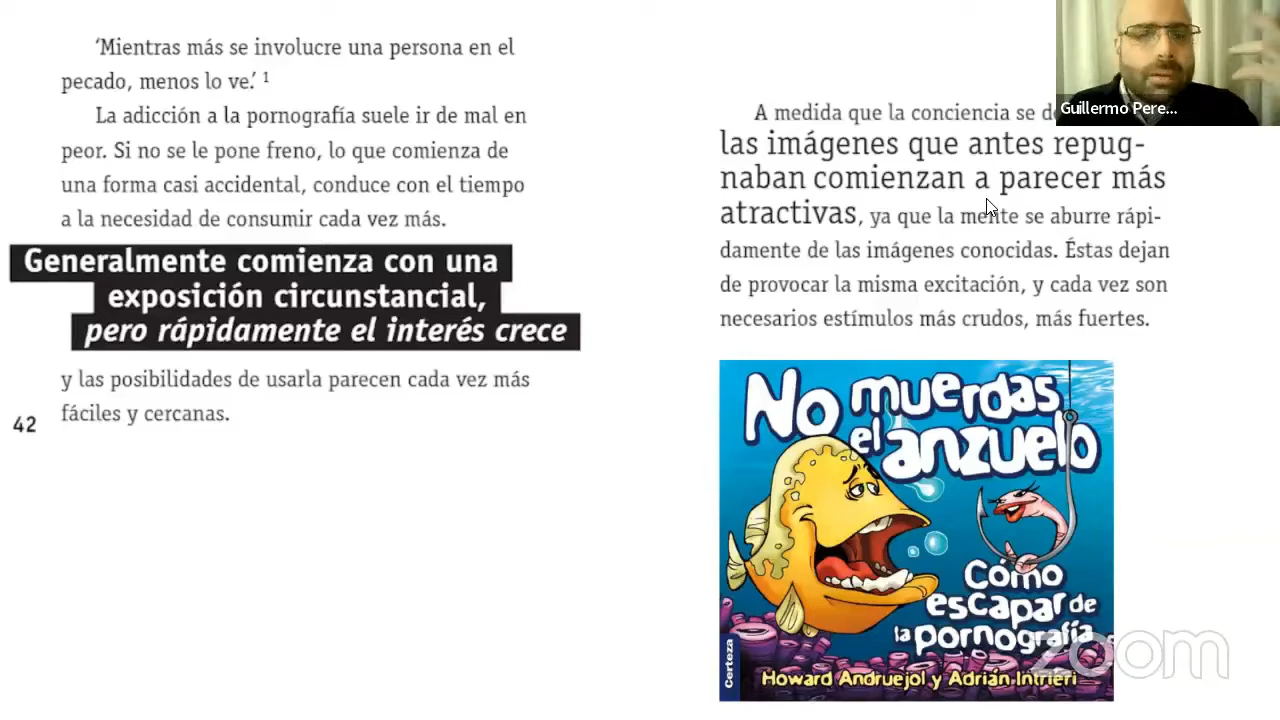 ‘Mientras más se involucre una persona en el
pecado, menos lo ve.’ 1
La adicción a la pornografía suele ir de mal en
peor. Si no se le pone freno, lo que comienza de
una forma casi accidental, conduce con el tiempo
a la necesidad de consumir cada vez más.
Generalmente comienza con una
exposición circunstancial,
pero rápidamente el interés crece
y las posibilidades de usarla parecen cada vez más
fáciles y cercanas.
42
Guillermo Pere...
A medida que la conciencia se
las imágenes que antes repug-
naban comienzan a parecer más
atractivas, ya que la mente se aburre rápi-
damente de las imágenes conocidas. Éstas dejan
de provocar la misma excitación, y cada vez son
necesarios estímulos más crudos, más fuertes.
No muerdas
el anzuelo
Cómo
escapar de
la pornografía
Certeza
Howard Andruejol y Adrián Intrieri
zoom